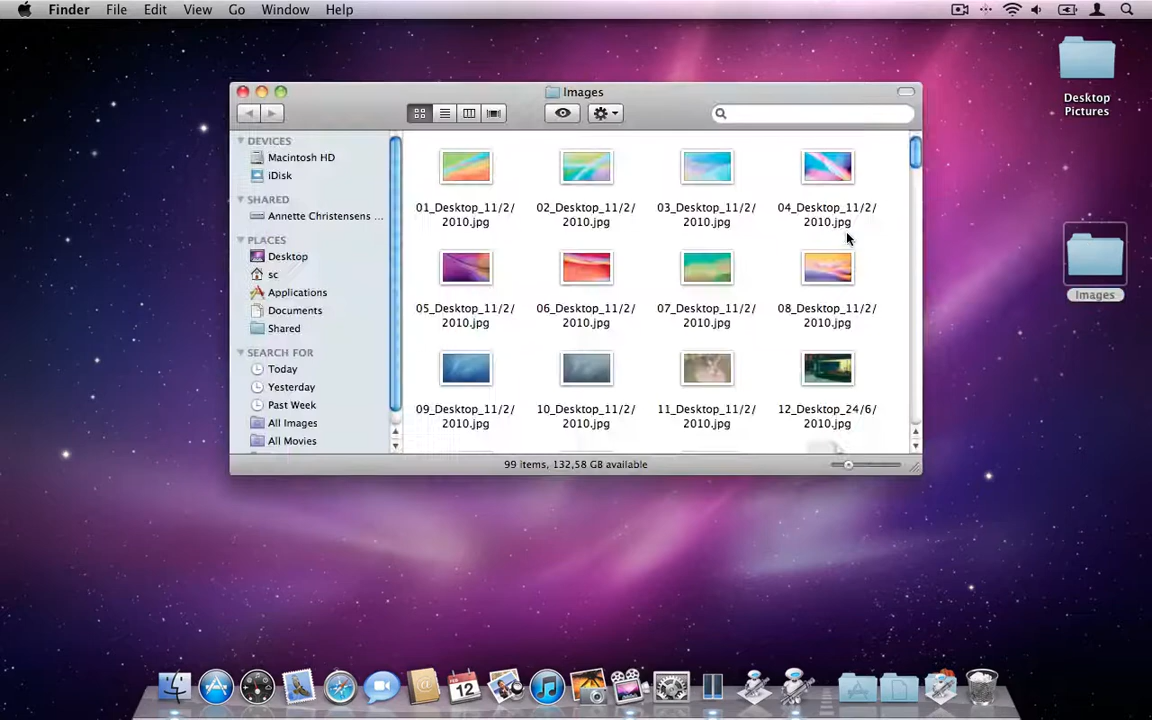 Finder File Edit View Go Window Help
Desktop
Pictures
Images
DEVICES
Macintosh HD
iDisk
SHARED
Annette Christensens ...
PLACES
Desktop
sc
Applications
Documents
Shared
SEARCH FOR
Today
Yesterday
Past Week
All Images
All Movies
01_Desktop_11/2/
2010.jpg
02_Desktop_11/2/
2010.jpg
03_Desktop_11/2/
2010.jpg
04_Desktop_11/2/
2010.jpg
05_Desktop_11/2/
2010.jpg
06_Desktop_11/2/
2010.jpg
07_Desktop_11/2/
2010.jpg
08_Desktop_11/2/
2010.jpg
09_Desktop_11/2/
2010.jpg
10_Desktop_11/2/
2010.jpg
11_Desktop_11/2/
2010.jpg
12_Desktop_24/6/
2010.jpg
99 items, 132,58 GB available
Images
FEB
12